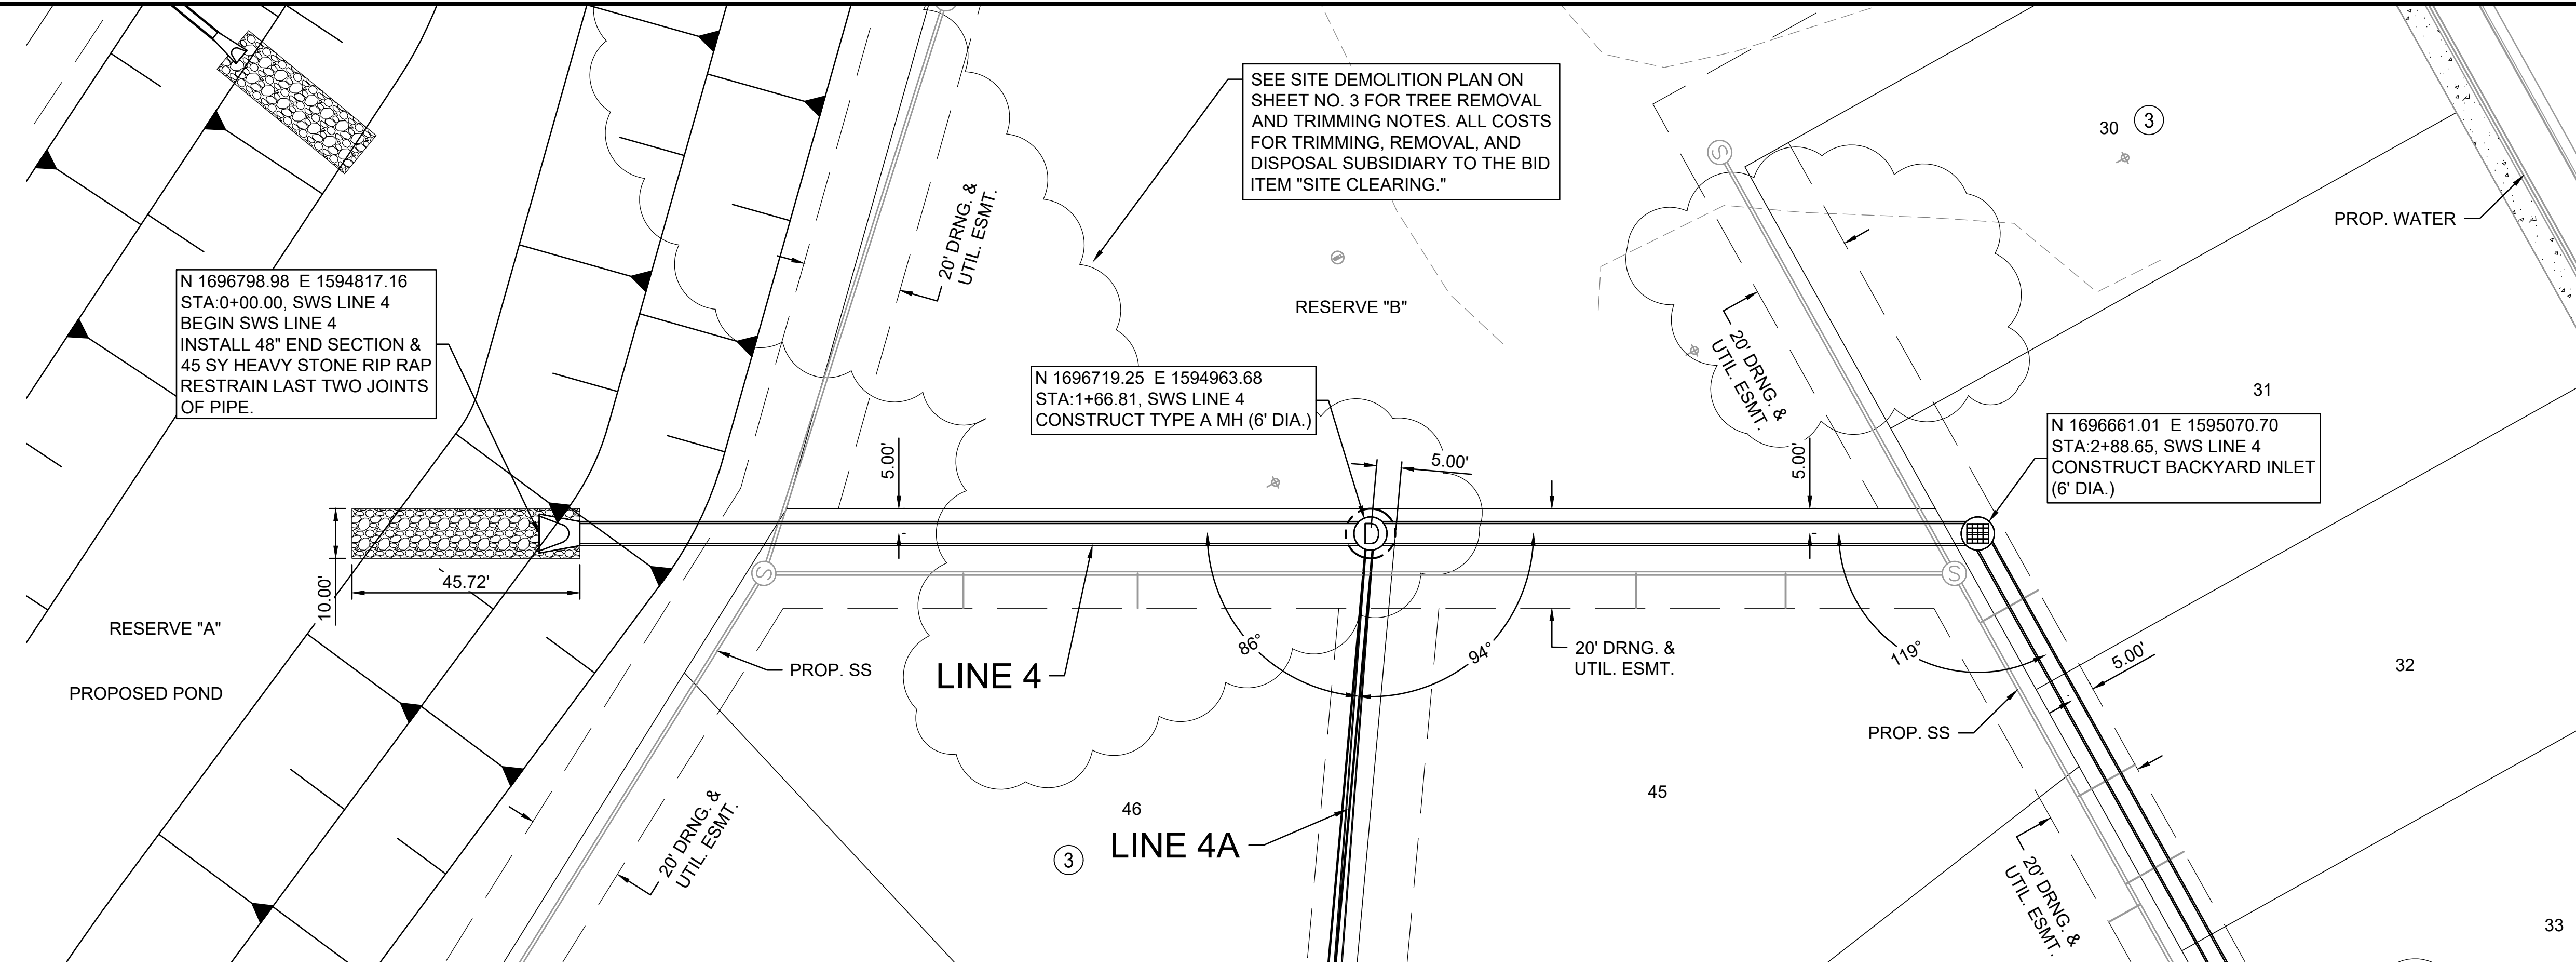 SEE SITE DEMOLITION PLAN ON
SHEET NO. 3 FOR TREE REMOVAL
AND TRIMMING NOTES. ALL COSTS
FOR TRIMMING, REMOVAL, AND
DISPOSAL SUBSIDIARY TO THE BID
ITEM "SITE CLEARING."
30
3
PROP. WATER
20' DRNG. &
UTIL. ESMT.
RESERVE "B"
N 1696798.98 E 1594817.16
STA:0+00.00, SWS LINE 4
BEGIN SWS LINE 4
INSTALL 48" END SECTION &
45 SY HEAVY STONE RIP RAP
RESTRAIN LAST TWO JOINTS
OF PIPE.
N 1696719.25 E 1594963.68
STA:1+66.81, SWS LINE 4
CONSTRUCT TYPE A MH (6' DIA.)
20' DRNG. &
UTIL. ESMT.
31
N 1696661.01 E 1595070.70
STA:2+88.65, SWS LINE 4
CONSTRUCT BACKYARD INLET
(6' DIA.)
5.00'
5.00'
5.00'
S
S
D
S
S
45.72'
10.00'
RESERVE "A"
PROPOSED POND
PROP. SS
LINE 4
86°
94°
20' DRNG. &
UTIL. ESMT.
119°
5.00'
32
PROP. SS
45
46
3
LINE 4A
20' DRNG. &
UTIL. ESMT.
20' DRNG. &
UTIL. ESMT.
33